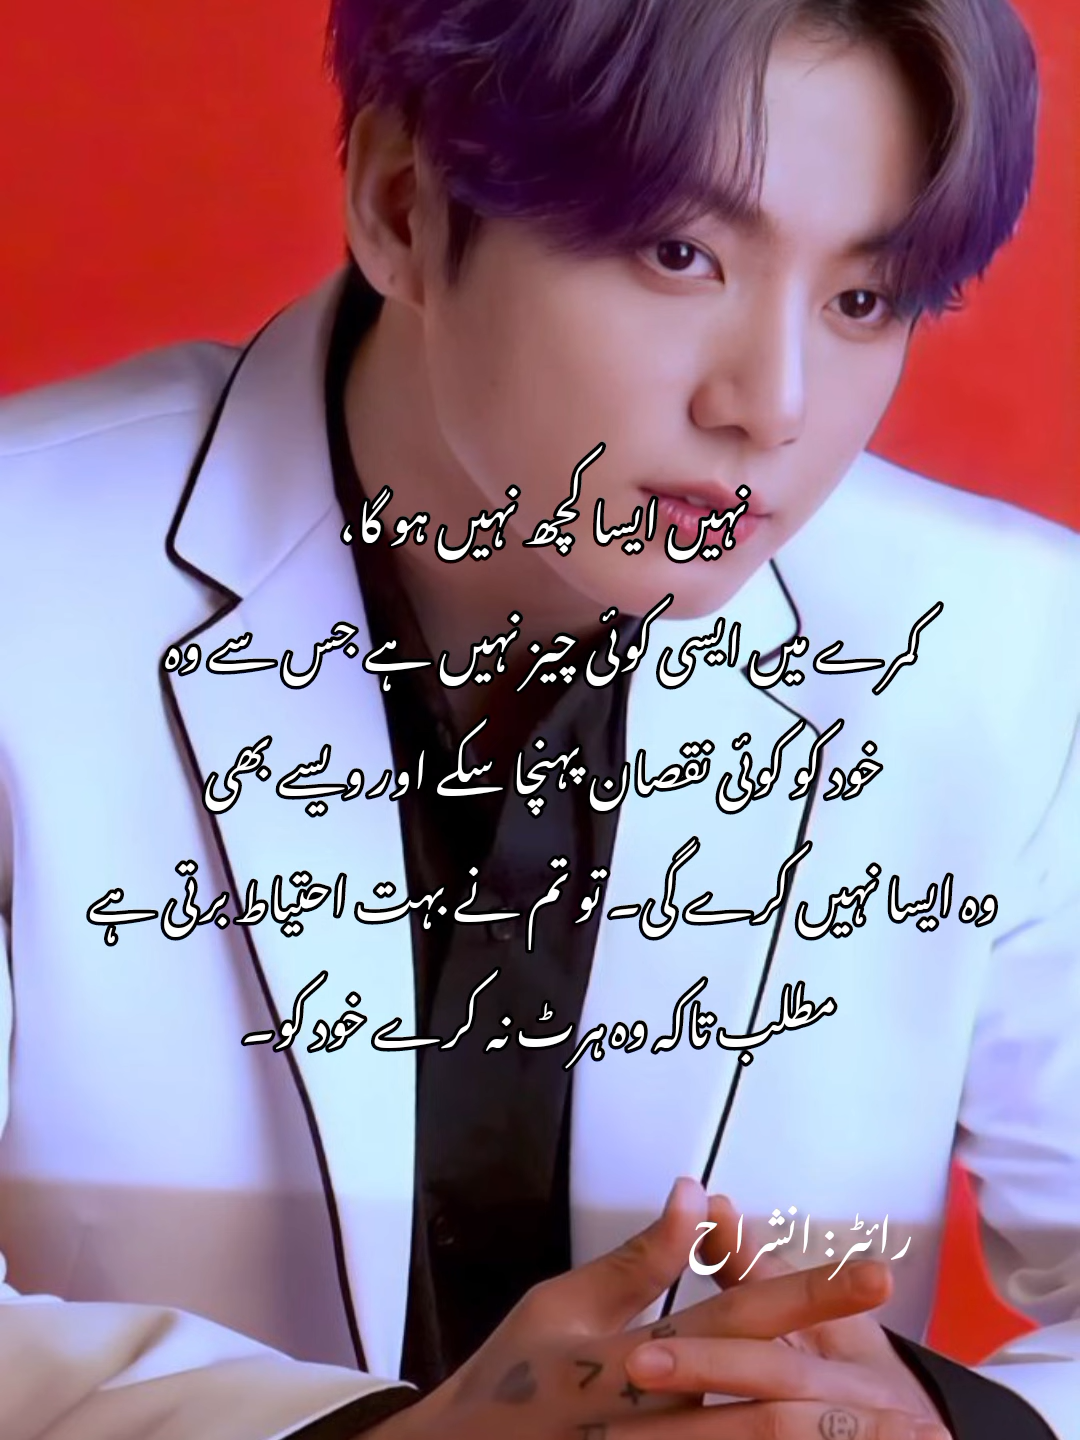 نہیں ایسا کچھ نہیں ہوگا،
کمرے میں ایسی کوئی چیز نہیں ہے جس سے وہ
خود کو کوئی نقصان پہنچا سکے اور ویسے بھی
وہ ایسا نہیں کرے گی۔ تو تم نے بہت احتیاط برتی ہے
مطلب تاکہ وہ ہرٹ نہ کرے خود کو۔
رائٹر: انشراح